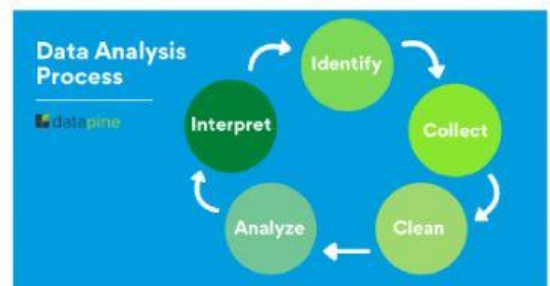 Data Analysis
Process
datapine
Identify
Collect
Clean
Analyze
Interpret